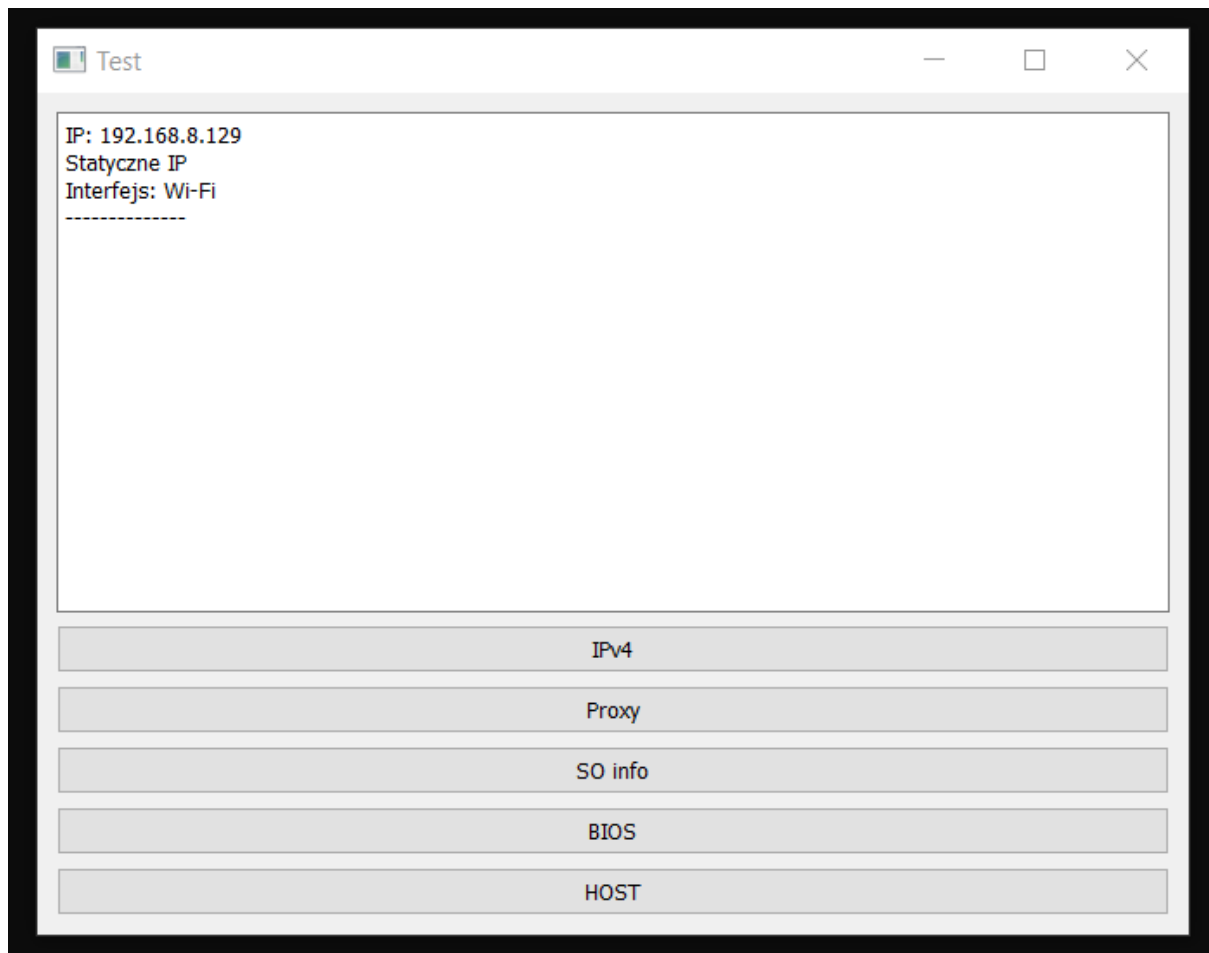 Test
IP: 192.168.8.129
Statyczne IP
Interfejs: Wi-Fi
--------------
IPv4
Proxy
SO info
BIOS
HOST